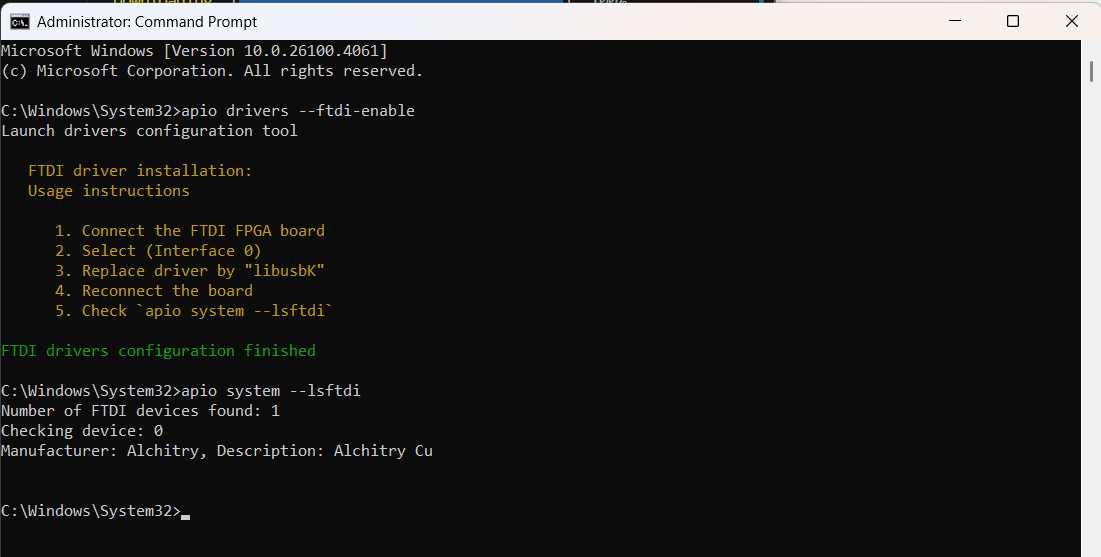 Administrator: Command Prompt
Microsoft Windows [Version 10.0.26100.4061]
(c) Microsoft Corporation. All rights reserved.
C:\Windows\System32>apio drivers --ftdi-enable
Launch drivers configuration tool
FTDI driver installation:
Usage instructions
1. Connect the FTDI FPGA board
2. Select (Interface 0)
3. Replace driver by "libusbK"
4. Reconnect the board
5. Check `apio system --lsftdi`
FTDI drivers configuration finished
C:\Windows\System32>apio system --lsftdi
Number of FTDI devices found: 1
Checking device: 0
Manufacturer: Alchitry, Description: Alchitry Cu
C:\Windows\System32>